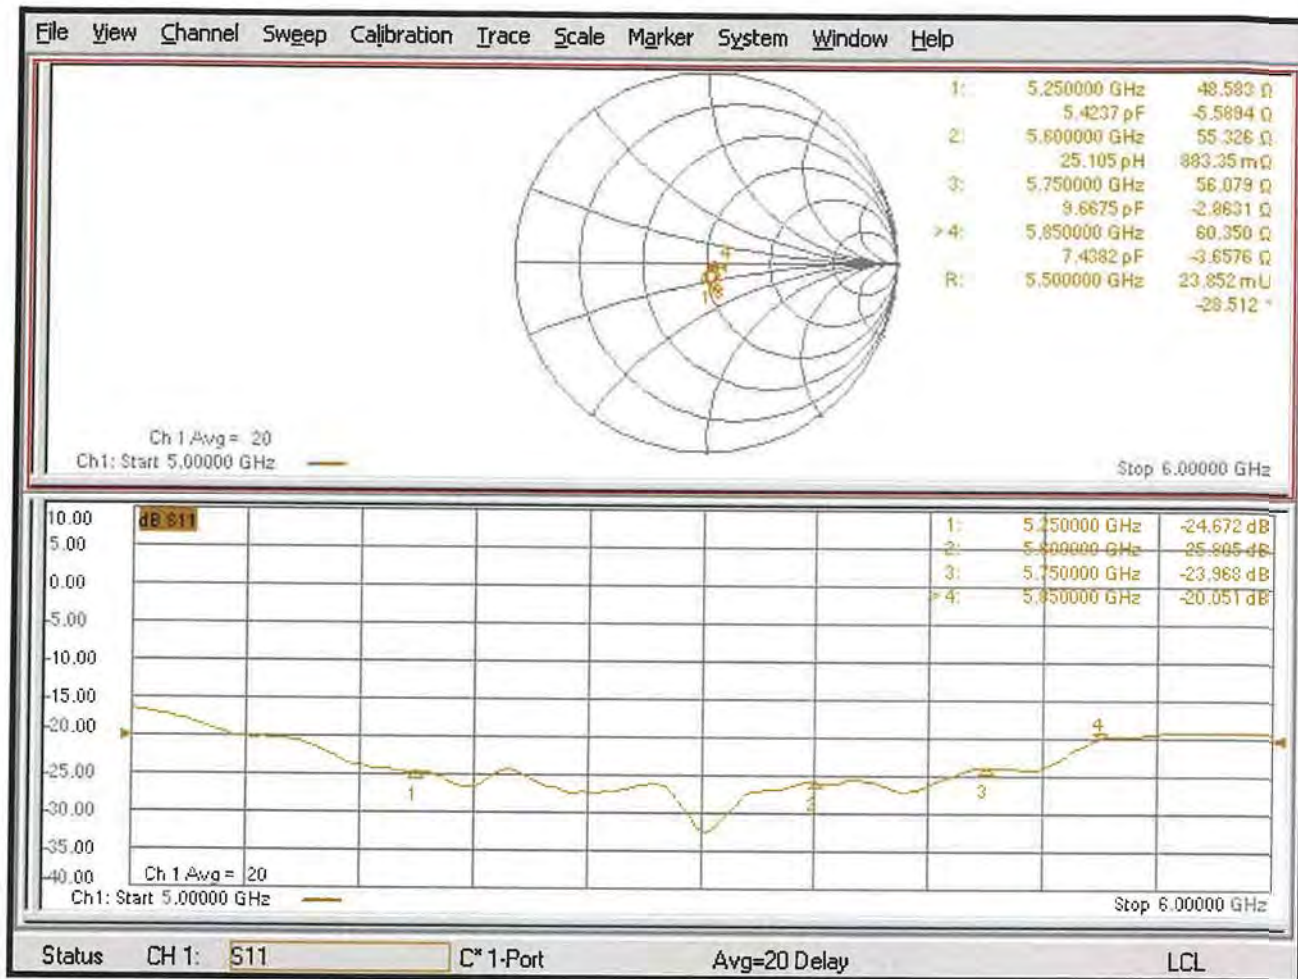 File View Channel Sweep Calibration Trace Scale Marker System Window Help
1: 5.250000 GHz 48.583 Ω
5.4237 pF -5.5894 Ω
2: 5.600000 GHz 55.326 Ω
25.105 pH 883.35 mΩ
3: 5.750000 GHz 56.079 Ω
9.6675 pF -2.8631 Ω
> 4: 5.850000 GHz 60.350 Ω
7.4382 pF -3.6576 Ω
R: 5.500000 GHz 23.852 mU
-28.512 °
4
1
Ch 1 Avg = 20
Ch1: Start 5.00000 GHz
Stop 6.00000 GHz
10.00
dB S11
1: 5.250000 GHz -24.672 dB
5.00
2: 5.600000 GHz -25.805 dB
3: 5.750000 GHz -23.968 dB
0.00
> 4: 5.850000 GHz -20.051 dB
-5.00
-10.00
-15.00
-20.00
4
-25.00
1
2
3
-30.00
-35.00
-40.00
Ch 1 Avg = 20
Ch1: Start 5.00000 GHz
Stop 6.00000 GHz
Status CH 1: S11 C* 1-Port Avg=20 Delay LCL